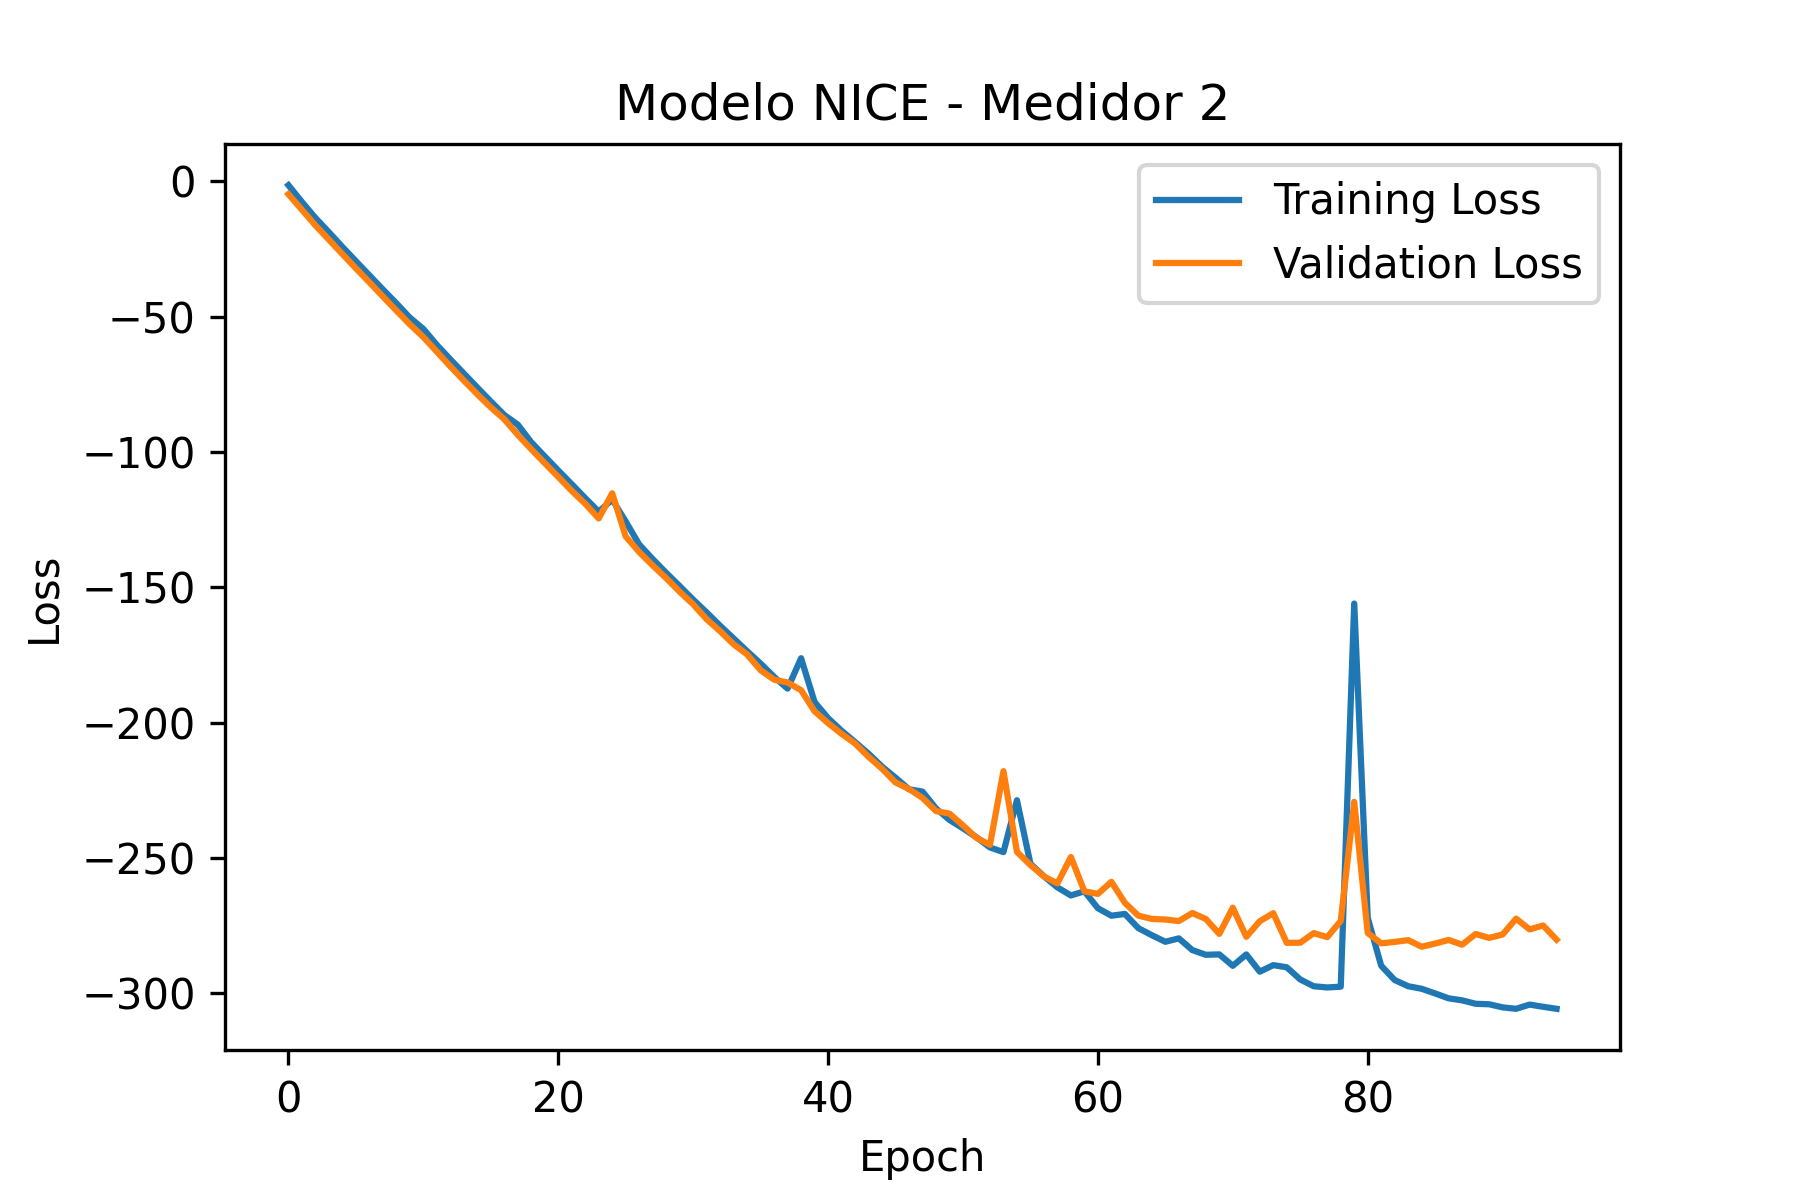 Modelo NICE - Medidor 2
Training Loss
Validation Loss
0
−50
−100
−150
−200
−250
−300
Loss
0 20 40 60 80
Epoch